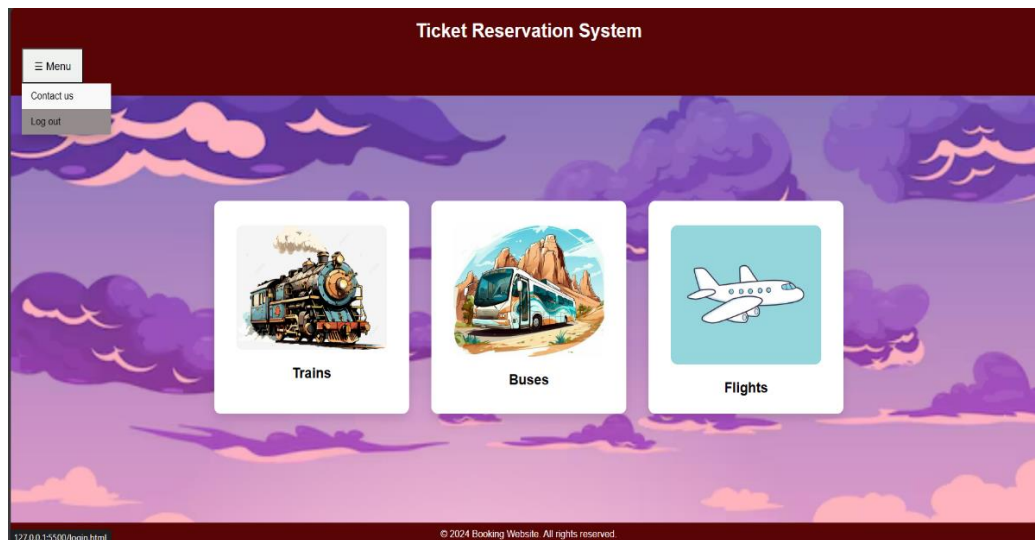 Ticket Reservation System
☰ Menu
Contact us
Log out
Trains
Buses
Flights
© 2024 Booking Website. All rights reserved.
127.0.0.1:5500/login.html